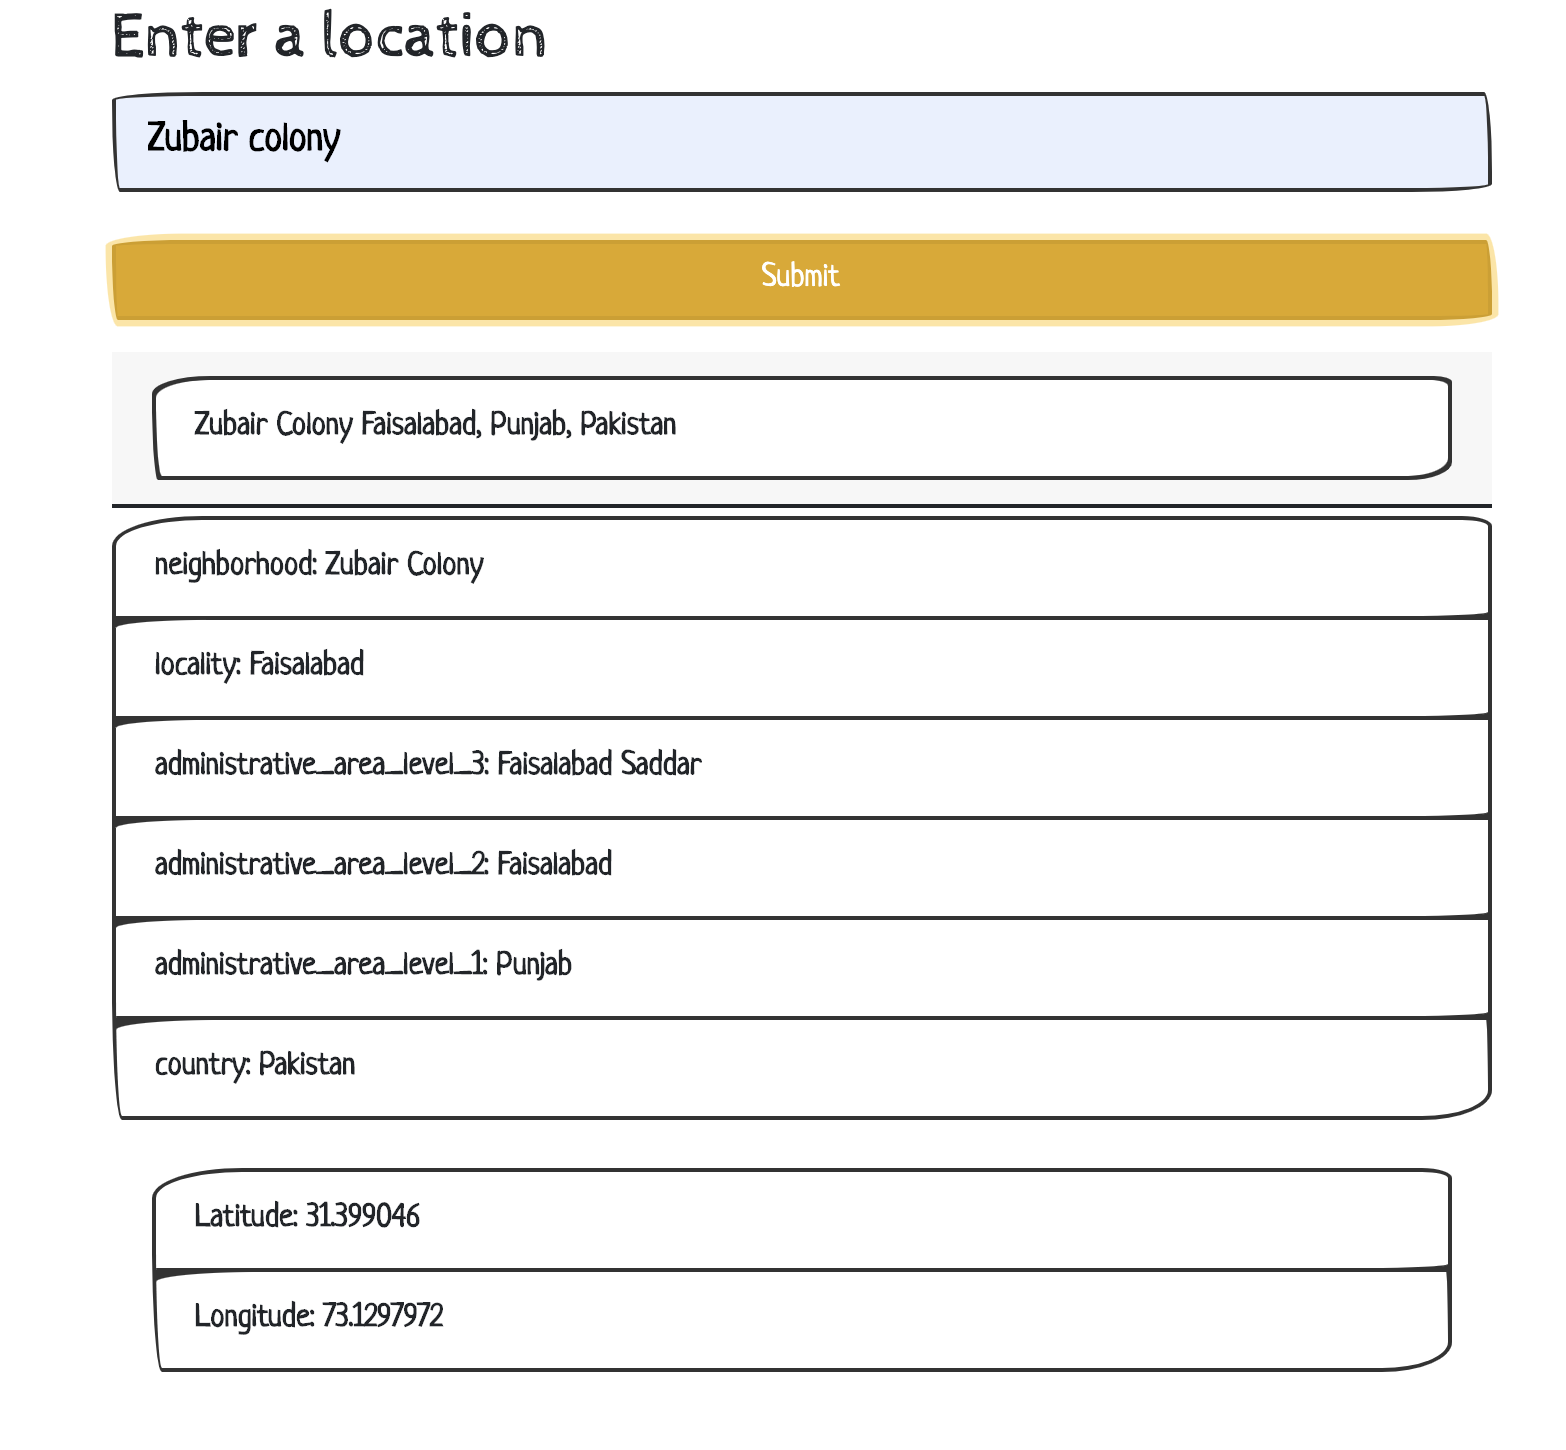 Enter a location
Zubair colony
Submit
Zubair Colony Faisalabad, Punjab, Pakistan
neighborhood: Zubair Colony
locality: Faisalabad
administrative_area_level_3: Faisalabad Saddar
administrative_area_level_2: Faisalabad
administrative_area_level_1: Punjab
country: Pakistan
Latitude: 31.399046
Longitude: 73.1297972